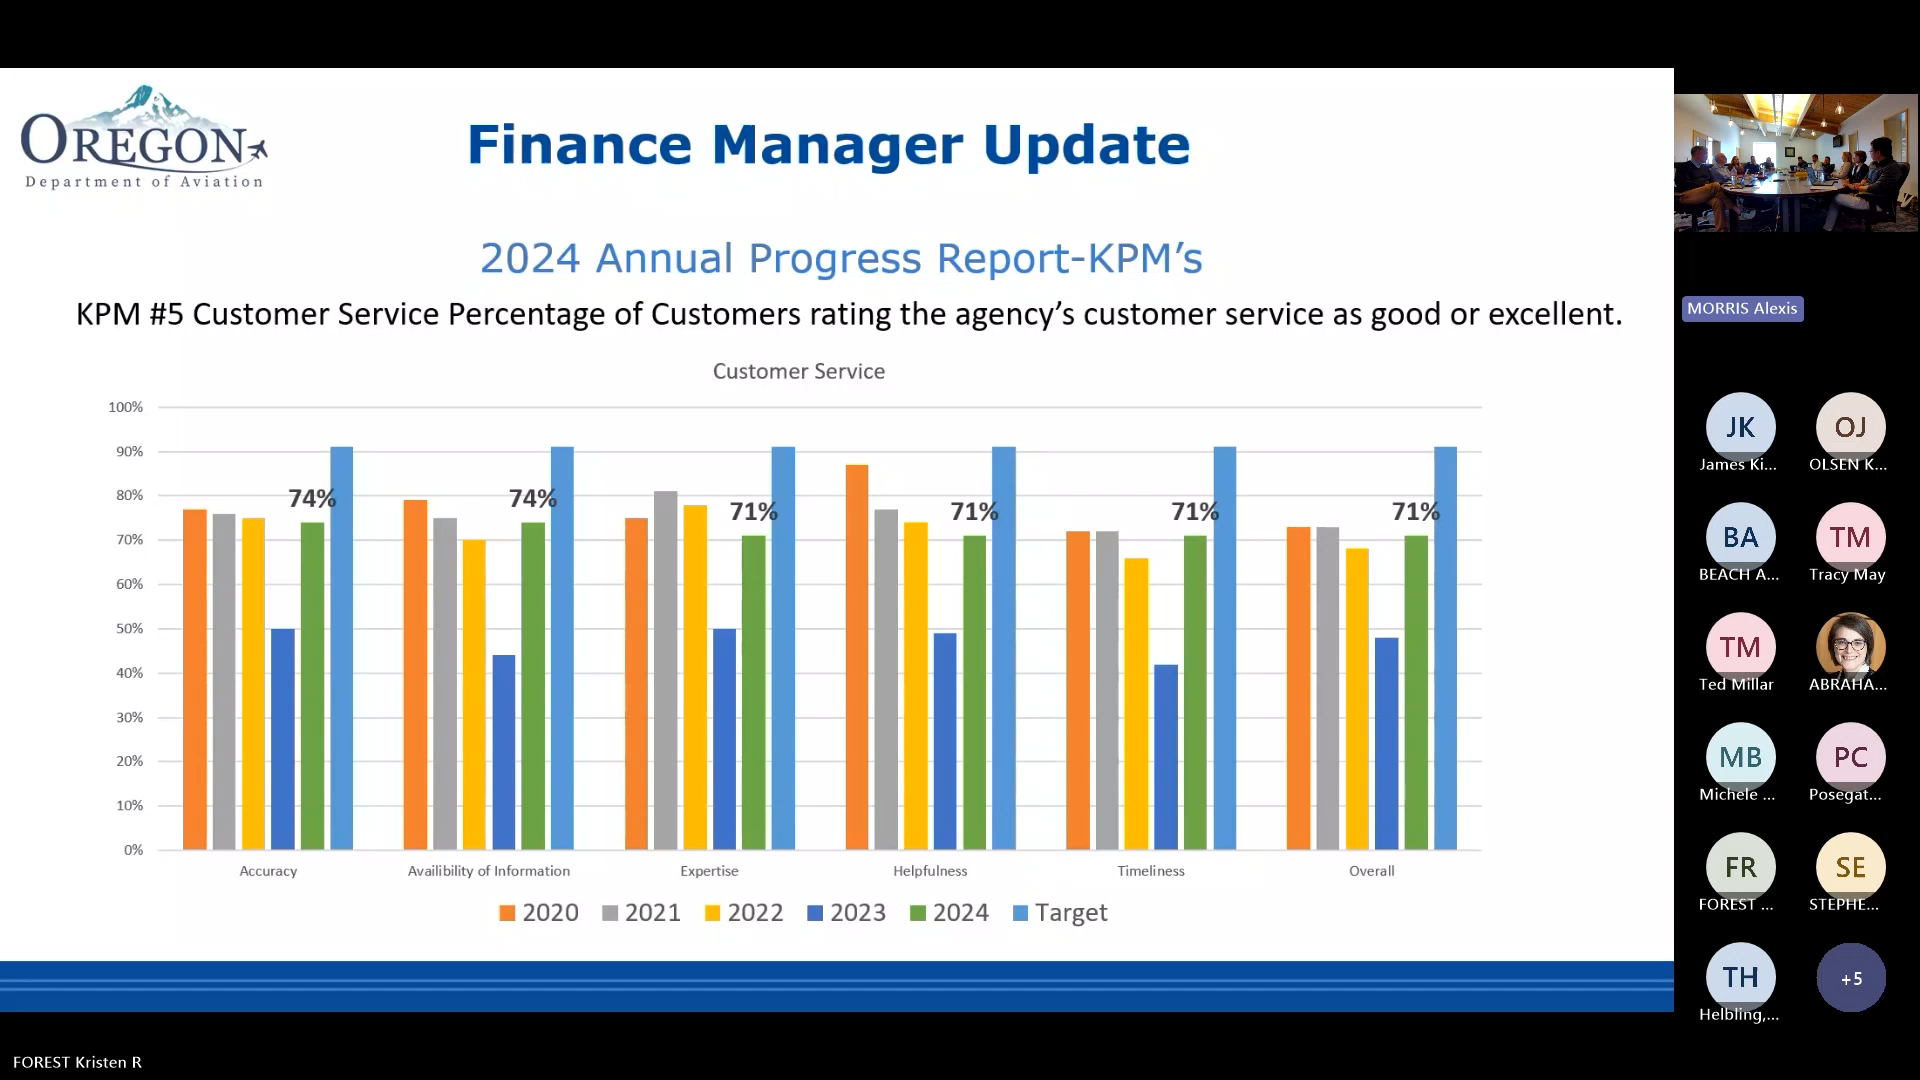 OREGON
Department of Aviation
Finance Manager Update
2024 Annual Progress Report-KPM’s
KPM #5 Customer Service Percentage of Customers rating the agency’s customer service as good or excellent.
Customer Service
100%
90%
80%
70%
60%
50%
40%
30%
20%
10%
0%
74%
74%
71%
71%
71%
71%
Accuracy
Availibility of Information
Expertise
Helpfulness
Timeliness
Overall
2020
2021
2022
2023
2024
Target
MORRIS Alexis
JK
OJ
James Ki...
OLSEN K...
BA
TM
BEACH A...
Tracy May
TM
Ted Millar
ABRAHA...
MB
PC
Michele ...
Posegat...
FR
SE
FOREST ...
STEPHE...
TH
+5
Helbling,...
FOREST Kristen R